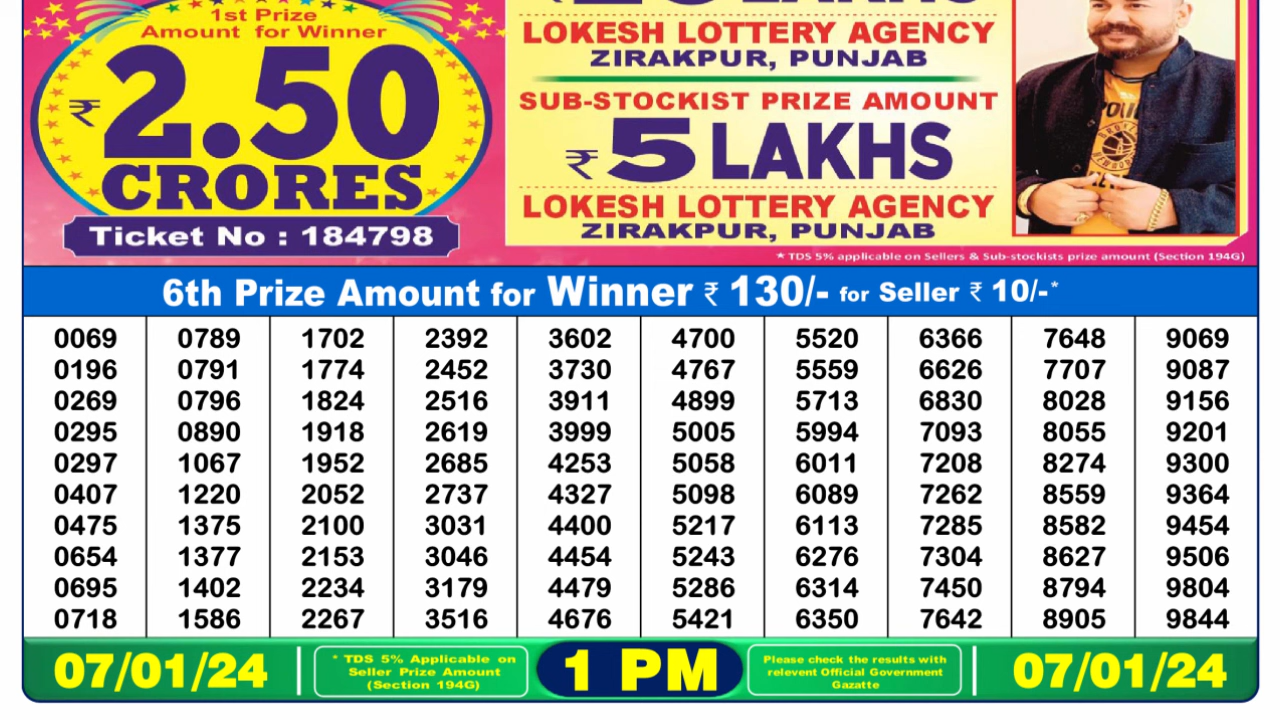 1st Prize
Amount for Winner
₹2.50
CRORES
Ticket No : 184798
LAKHS
LOKESH LOTTERY AGENCY
ZIRAKPUR, PUNJAB
SUB-STOCKIST PRIZE AMOUNT
₹5 LAKHS
LOKESH LOTTERY AGENCY
ZIRAKPUR, PUNJAB
★ TDS 5% applicable on Sellers & Sub-stockists prize amount (Section 194G)
6th Prize Amount for Winner ₹ 130/- for Seller ₹ 10/-*
0069 0789 1702 2392 3602 4700 5520 6366 7648 9069
0196 0791 1774 2452 3730 4767 5559 6626 7707 9087
0269 0796 1824 2516 3911 4899 5713 6830 8028 9156
0295 0890 1918 2619 3999 5005 5994 7093 8055 9201
0297 1067 1952 2685 4253 5058 6011 7208 8274 9300
0407 1220 2052 2737 4327 5098 6089 7262 8559 9364
0475 1375 2100 3031 4400 5217 6113 7285 8582 9454
0654 1377 2153 3046 4454 5243 6276 7304 8627 9506
0695 1402 2234 3179 4479 5286 6314 7450 8794 9804
0718 1586 2267 3516 4676 5421 6350 7642 8905 9844
07/01/24
* TDS 5% Applicable on
Seller Prize Amount
(Section 194G)
1 PM
Please check the results with
relevent Official Government
Gazatte
07/01/24